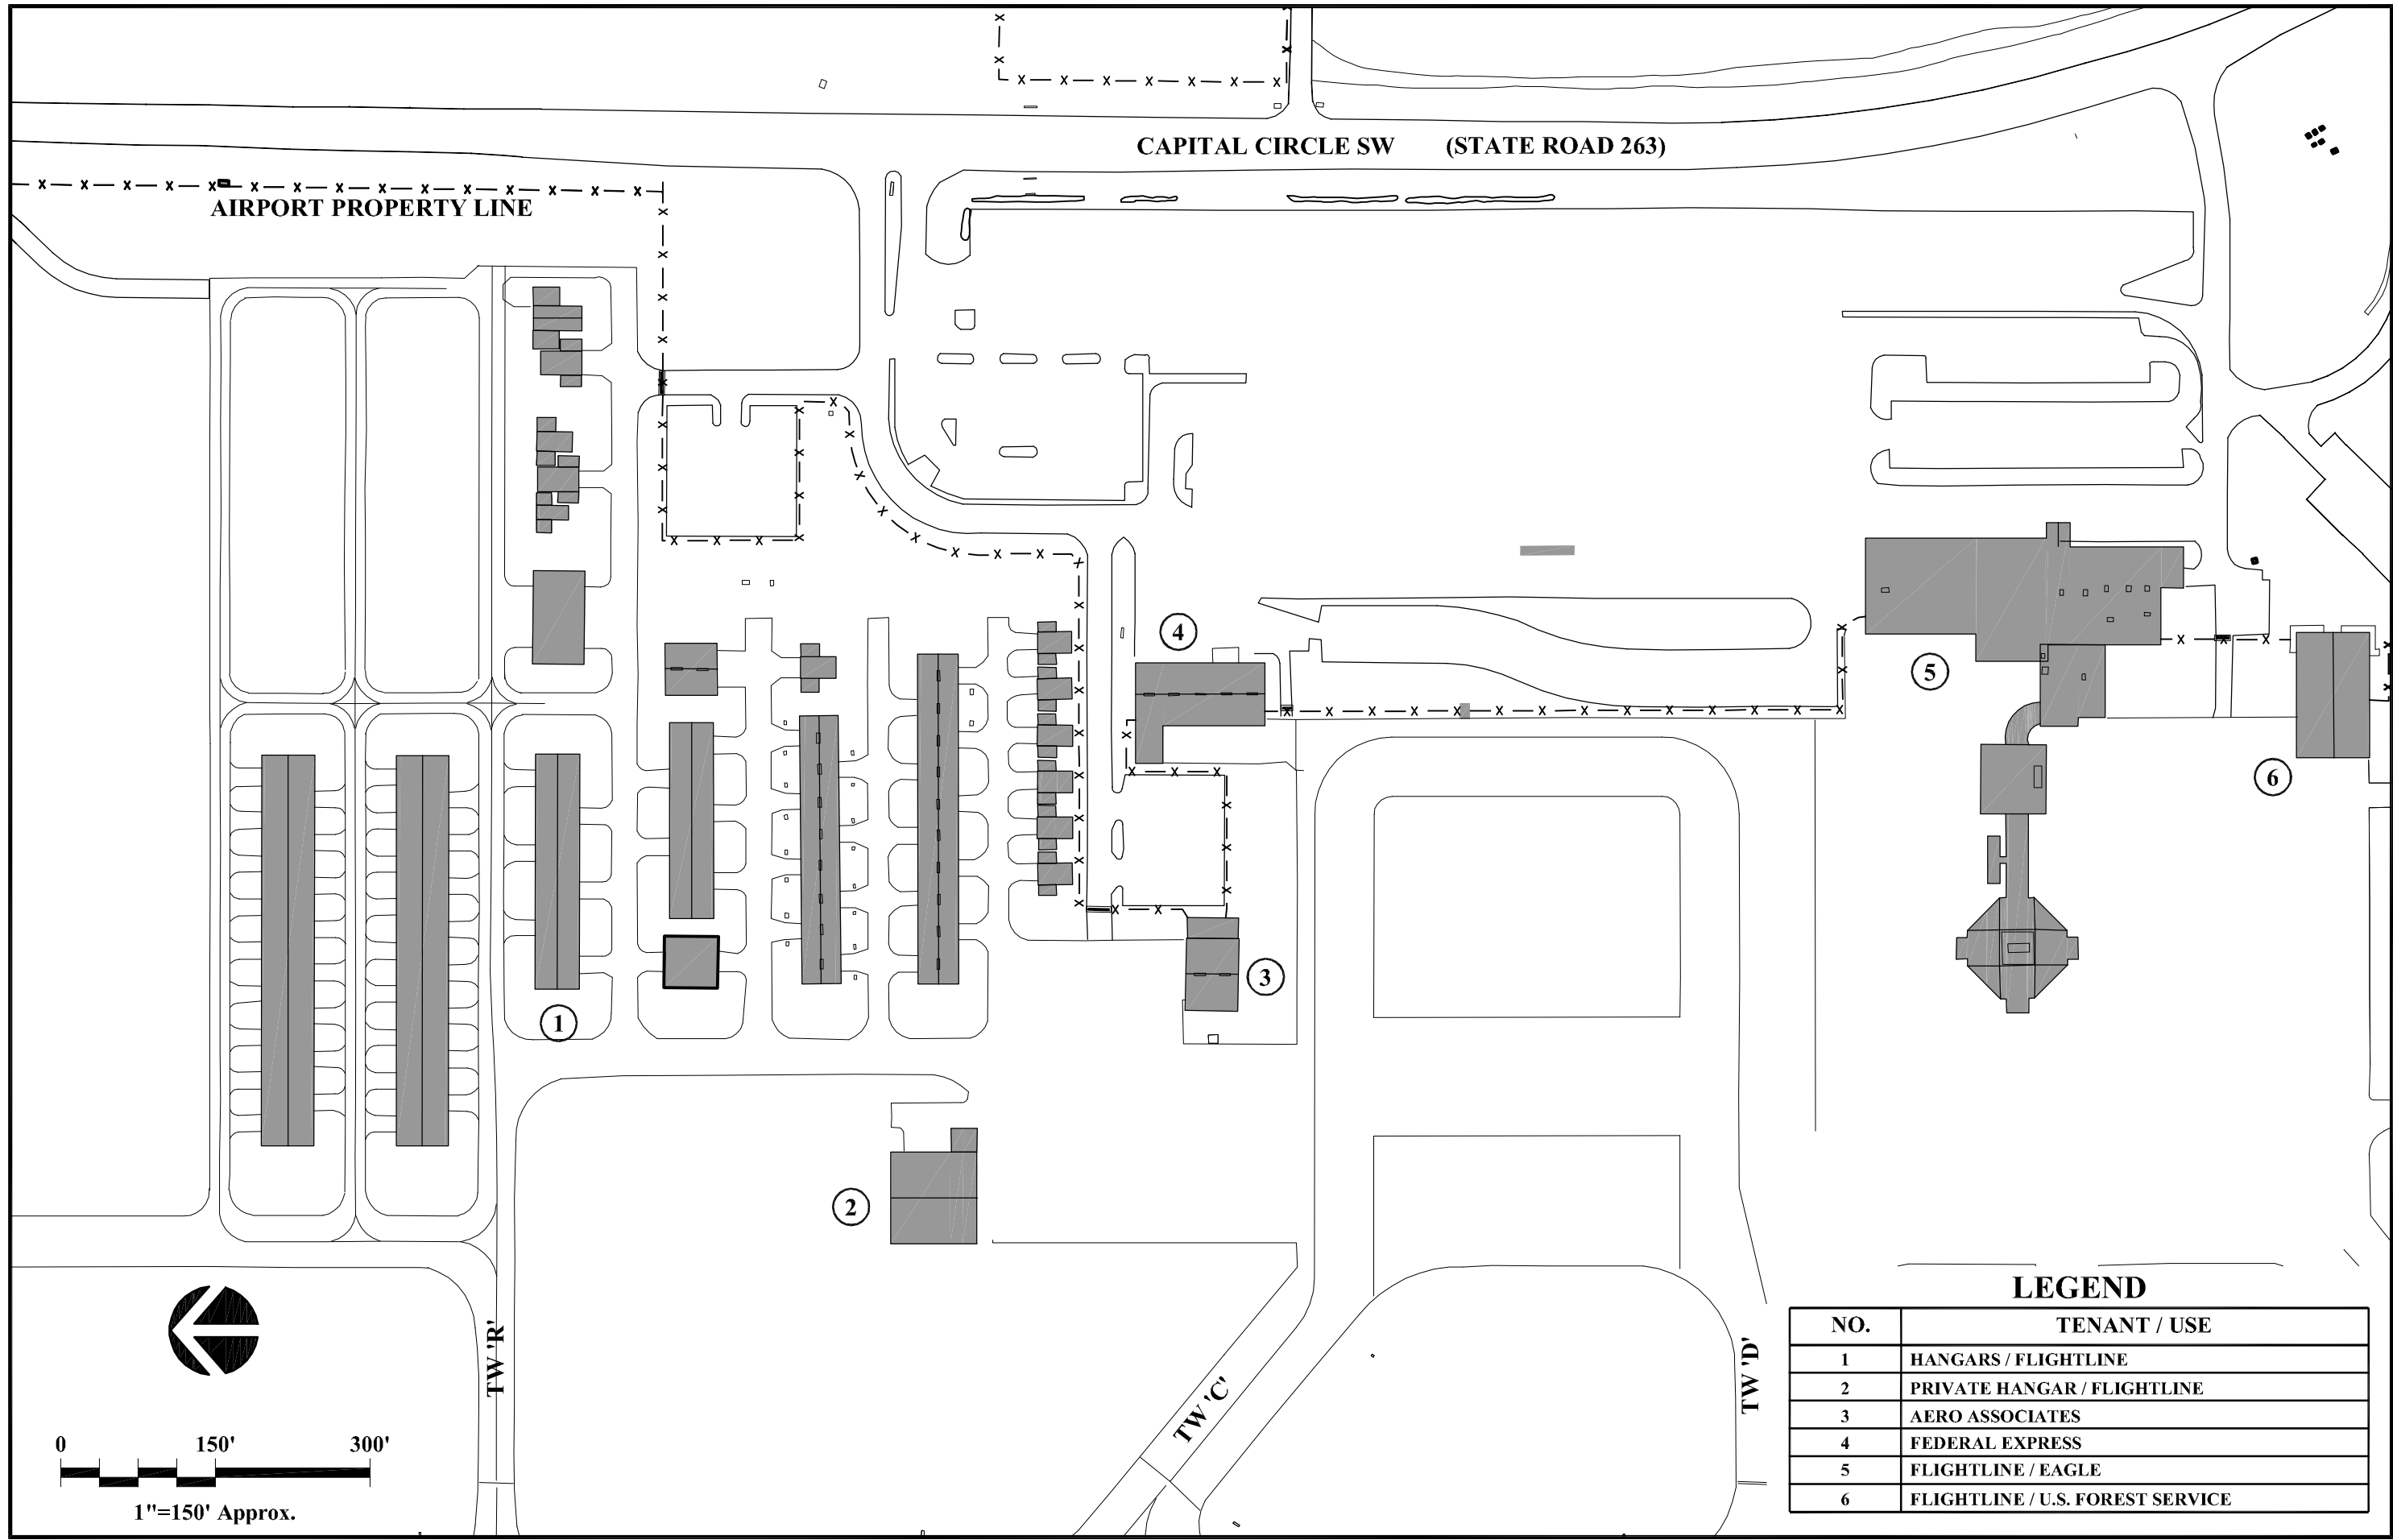 CAPITAL CIRCLE SW (STATE ROAD 263)
AIRPORT PROPERTY LINE
4
5
6
3
1
2
TW 'R'
TW 'C'
TW 'D'
0 150' 300'
1"=150' Approx.
LEGEND
NO. TENANT / USE
1 HANGARS / FLIGHTLINE
2 PRIVATE HANGAR / FLIGHTLINE
3 AERO ASSOCIATES
4 FEDERAL EXPRESS
5 FLIGHTLINE / EAGLE
6 FLIGHTLINE / U.S. FOREST SERVICE